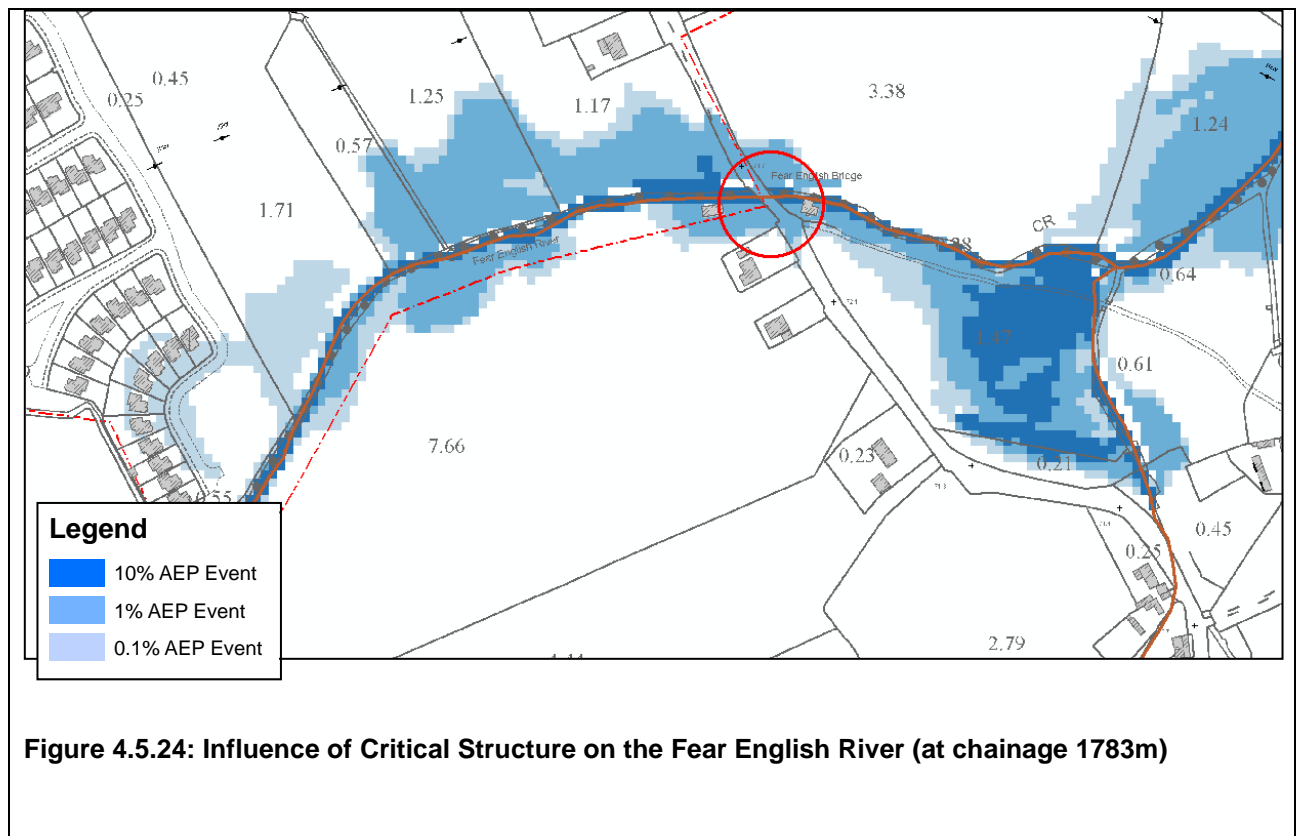 0.45
0.25
1.25
1.17
0.57
3.38
1.24
1.71
Fear English Bridge
CR
Fear English River
0.64
1.47
0.61
724
7.66
0.23
0.21
0.45
0.25
2.79
Legend
10% AEP Event
1% AEP Event
0.1% AEP Event
Figure 4.5.24: Influence of Critical Structure on the Fear English River (at chainage 1783m)